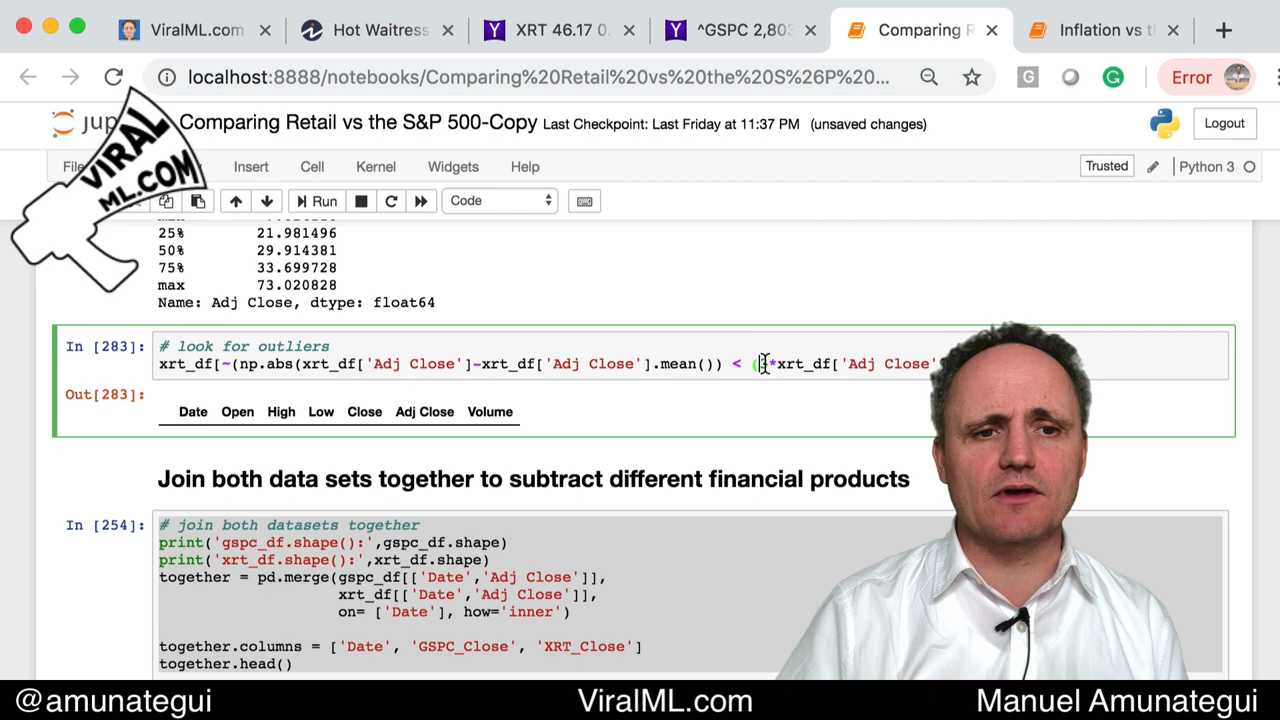 ViralML.com
Hot Waitress
XRT 46.17 0.
^GSPC 2,803
Comparing R
Inflation vs th
localhost:8888/notebooks/Comparing%20Retail%20vs%20the%20S%26P%20...
Error
Comparing Retail vs the S&P 500-Copy Last Checkpoint: Last Friday at 11:37 PM (unsaved changes)
Logout
VIRAL
ML.COM
Insert Cell Kernel Widgets Help
Trusted
Python 3
Run
Code
25% 21.981496
50% 29.914381
75% 33.699728
max 73.020828
Name: Adj Close, dtype: float64
In [283]:
# look for outliers
xrt_df[~(np.abs(xrt_df['Adj Close']-xrt_df['Adj Close'].mean()) < (3*xrt_df['Adj Close'
Out[283]:
Date Open High Low Close Adj Close Volume
Join both data sets together to subtract different financial products
In [254]:
# join both datasets together
print('gspc_df.shape():',gspc_df.shape)
print('xrt_df.shape():',xrt_df.shape)
together = pd.merge(gspc_df[['Date','Adj Close']],
xrt_df[['Date','Adj Close']],
on= ['Date'], how='inner')
together.columns = ['Date', 'GSPC_Close', 'XRT_Close']
together.head()
@amunategui
ViralML.com
Manuel Amunategui